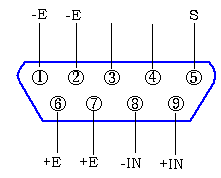 -E -E S
① ② ③ ④ ⑤
⑥ ⑦ ⑧ ⑨
+E +E -IN +IN